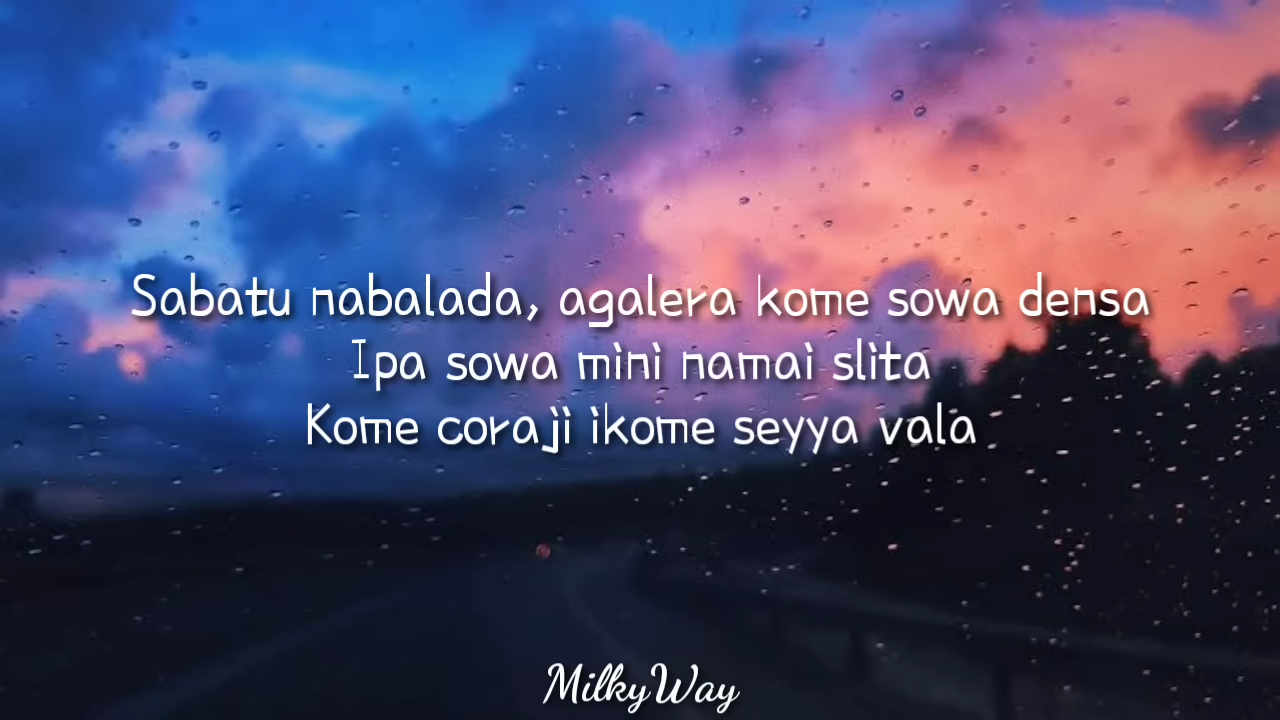 Sabatu nabalada, agalera kome sowa densa
Ipa sowa mini namai slita
Kome coraji ikome seyya vala
MilkyWay